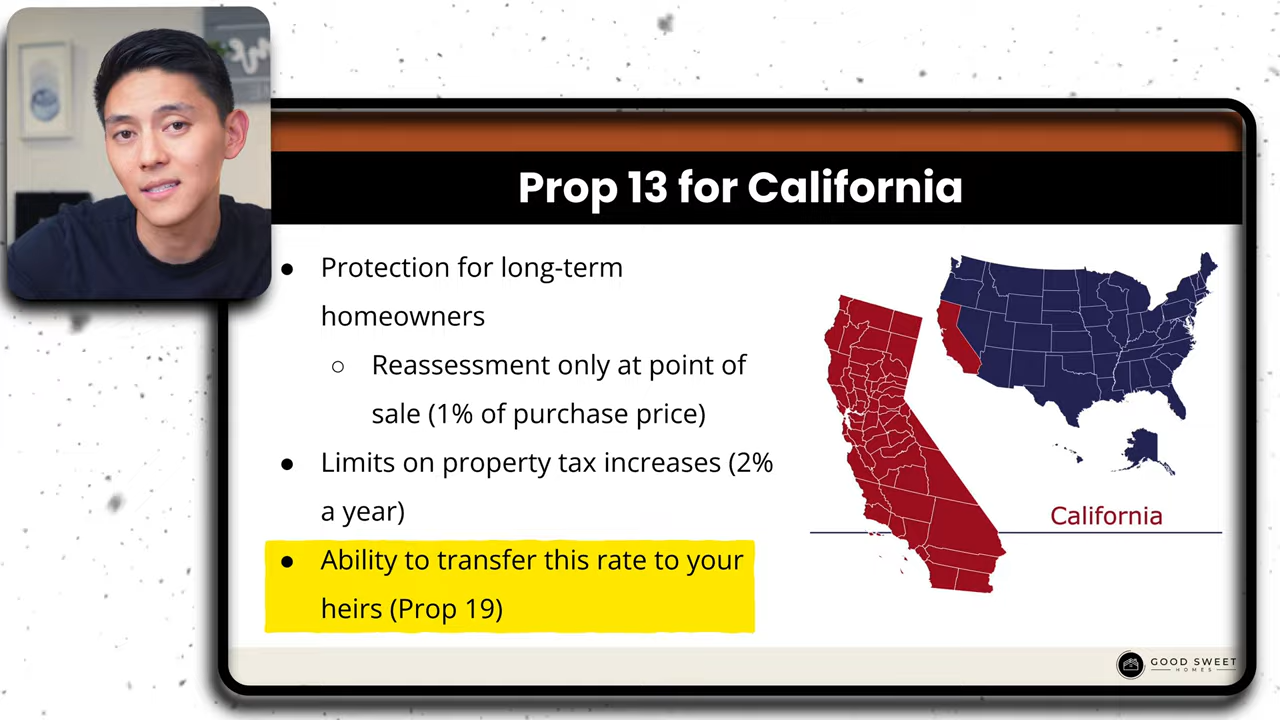 Prop 13 for California
● Protection for long-term
homeowners
○ Reassessment only at point of
sale (1% of purchase price)
● Limits on property tax increases (2%
a year)
● Ability to transfer this rate to your
heirs (Prop 19)
California
GOOD SWEET
HOMES